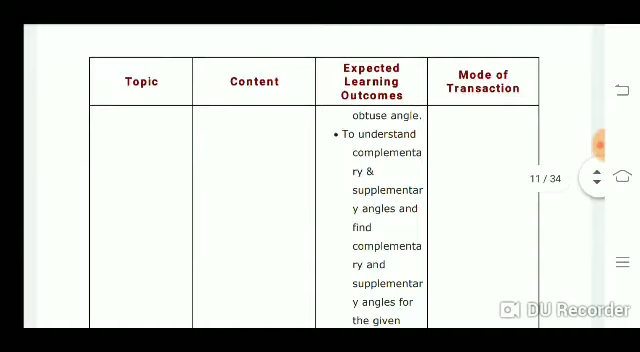 Topic
Content
Expected
Learning
Outcomes
Mode of
Transaction
obtuse angle.
• To understand
complementa
ry &
supplementar
y angles and
find
complementa
ry and
supplementar
y angles for
the given
11 / 34
DU Recorder